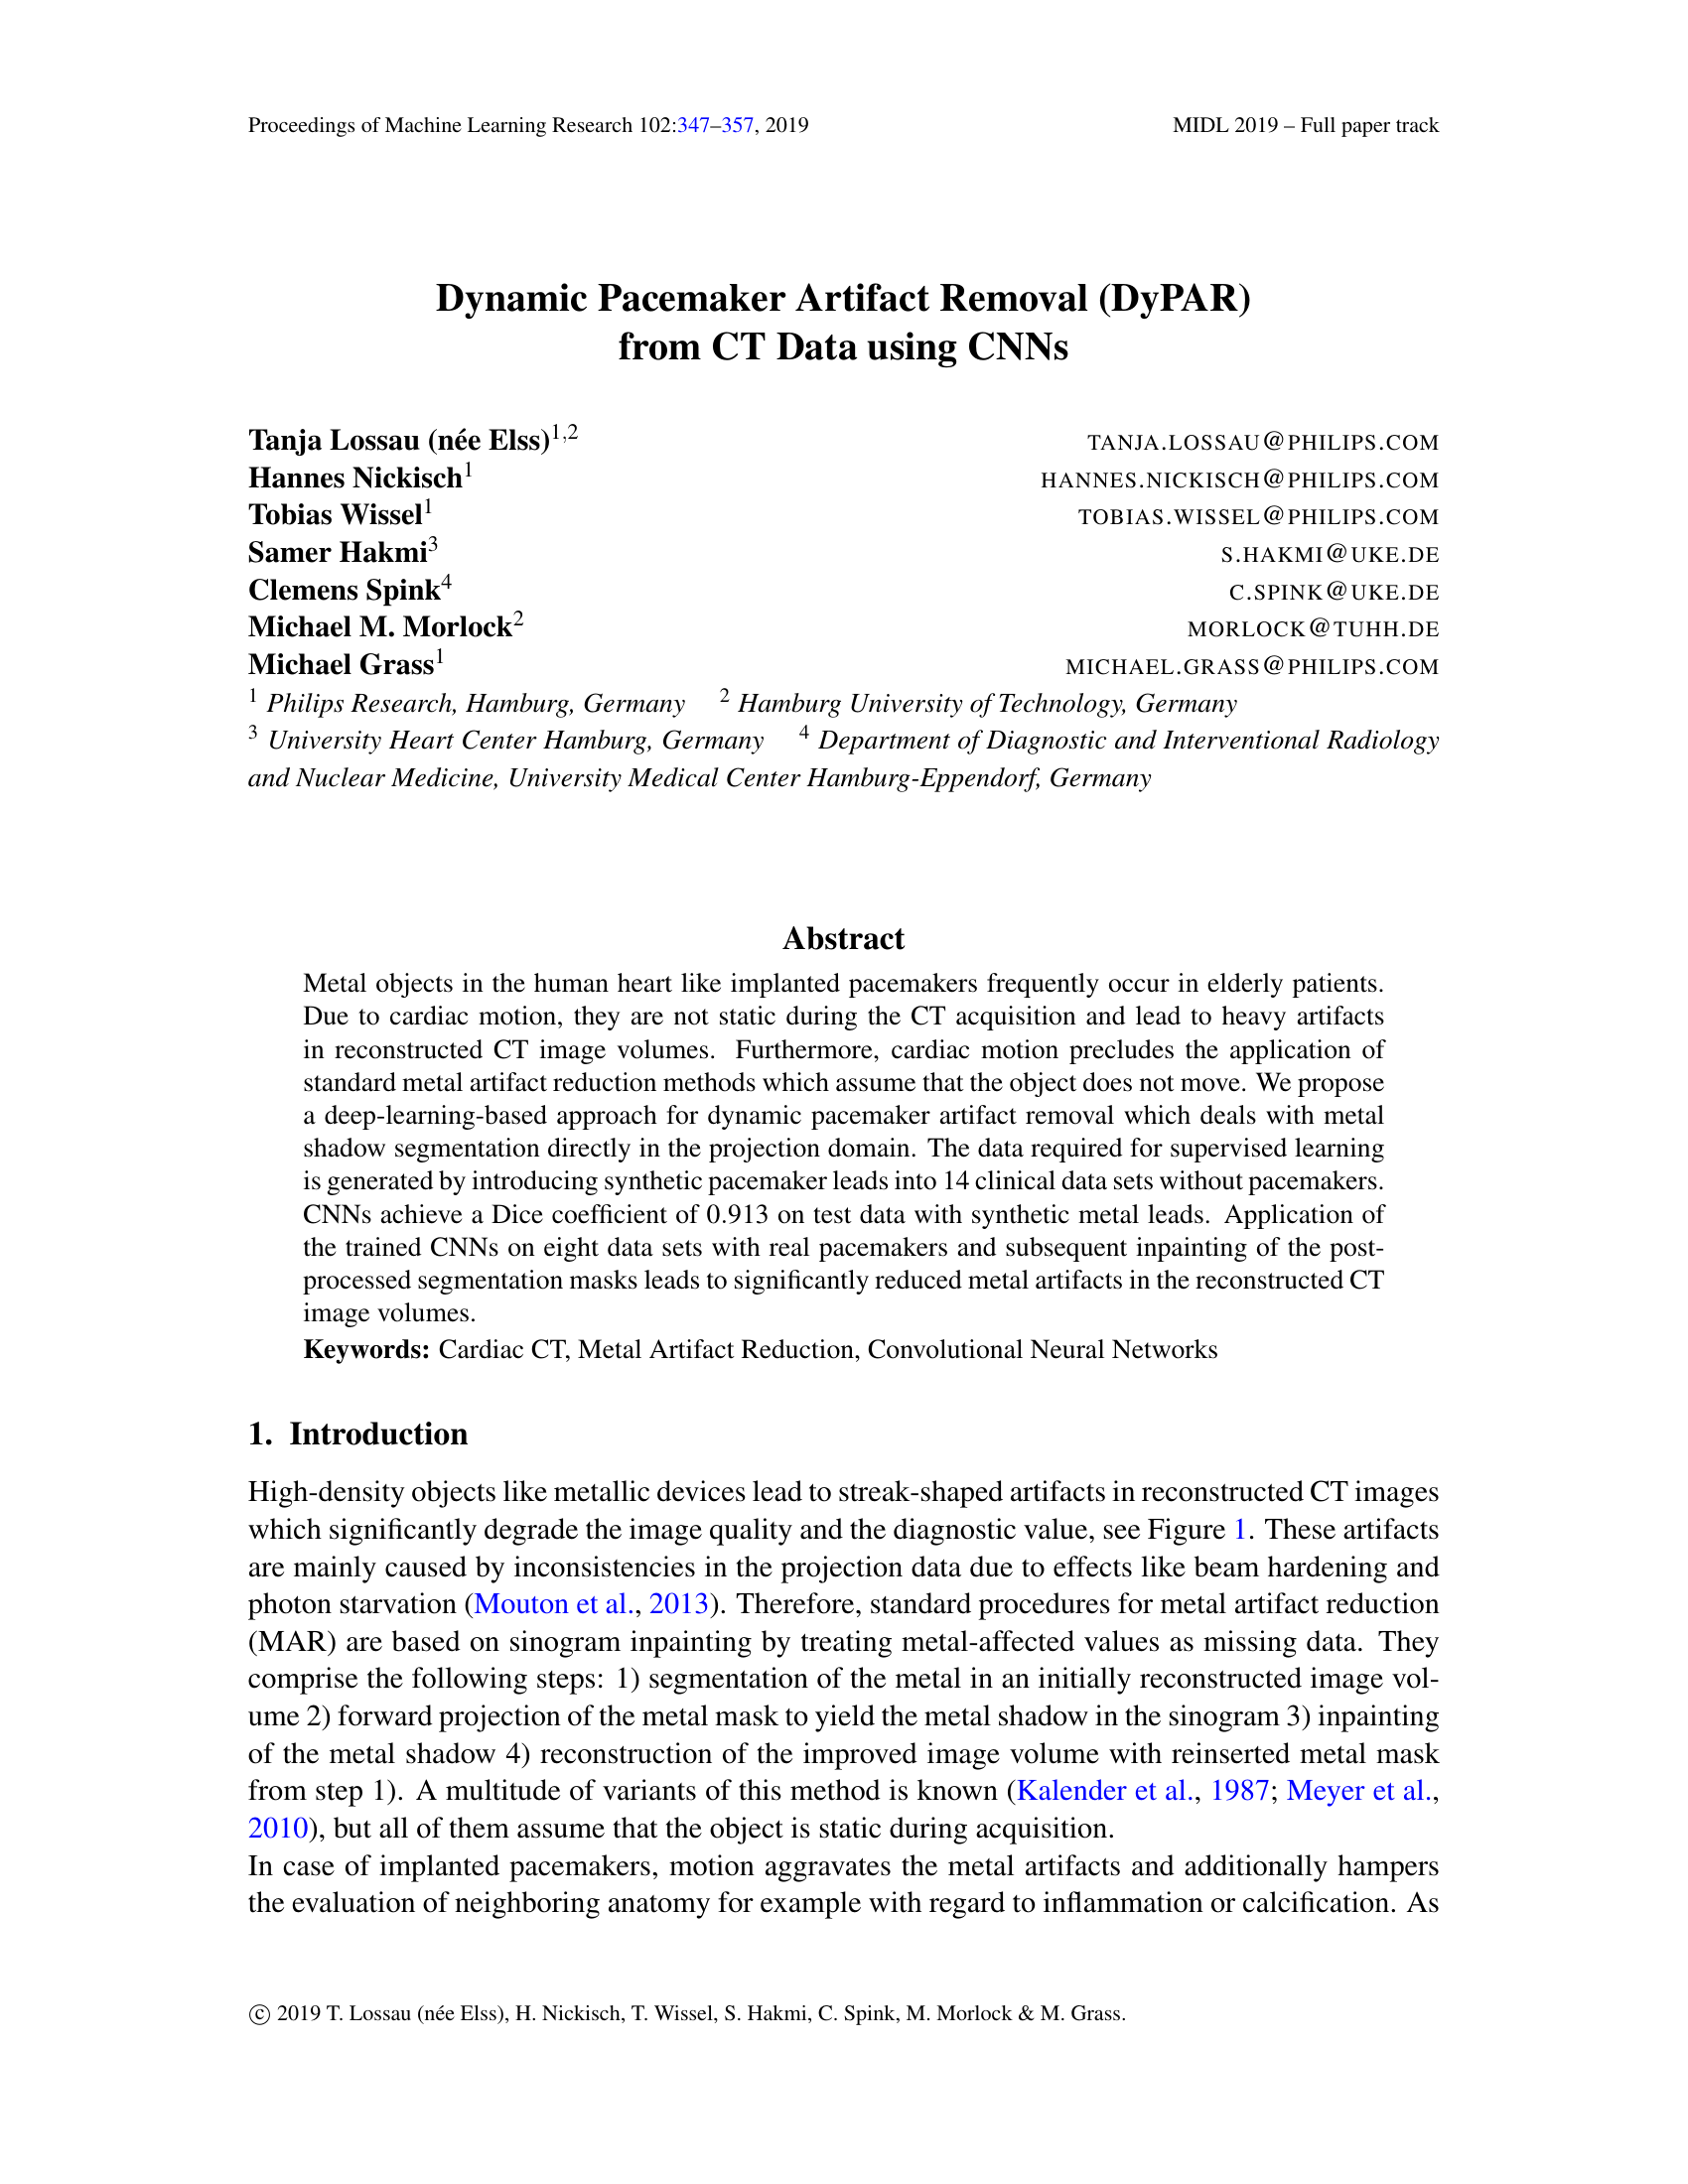 Proceedings of Machine Learning Research 102:347–357, 2019 MIDL 2019 – Full paper track
Dynamic Pacemaker Artifact Removal (DyPAR)
from CT Data using CNNs
Tanja Lossau (née Elss)1,2 TANJA.LOSSAU@PHILIPS.COM
Hannes Nickisch1 HANNES.NICKISCH@PHILIPS.COM
Tobias Wissel1 TOBIAS.WISSEL@PHILIPS.COM
Samer Hakmi3 S.HAKMI@UKE.DE
Clemens Spink4 C.SPINK@UKE.DE
Michael M. Morlock2 MORLOCK@TUHH.DE
Michael Grass1 MICHAEL.GRASS@PHILIPS.COM
1 Philips Research, Hamburg, Germany 2 Hamburg University of Technology, Germany
3 University Heart Center Hamburg, Germany 4 Department of Diagnostic and Interventional Radiology
and Nuclear Medicine, University Medical Center Hamburg-Eppendorf, Germany
Abstract
Metal objects in the human heart like implanted pacemakers frequently occur in elderly patients.
Due to cardiac motion, they are not static during the CT acquisition and lead to heavy artifacts
in reconstructed CT image volumes. Furthermore, cardiac motion precludes the application of
standard metal artifact reduction methods which assume that the object does not move. We propose
a deep-learning-based approach for dynamic pacemaker artifact removal which deals with metal
shadow segmentation directly in the projection domain. The data required for supervised learning
is generated by introducing synthetic pacemaker leads into 14 clinical data sets without pacemakers.
CNNs achieve a Dice coefficient of 0.913 on test data with synthetic metal leads. Application of
the trained CNNs on eight data sets with real pacemakers and subsequent inpainting of the post-
processed segmentation masks leads to significantly reduced metal artifacts in the reconstructed CT
image volumes.
Keywords: Cardiac CT, Metal Artifact Reduction, Convolutional Neural Networks
1. Introduction
High-density objects like metallic devices lead to streak-shaped artifacts in reconstructed CT images
which significantly degrade the image quality and the diagnostic value, see Figure 1. These artifacts
are mainly caused by inconsistencies in the projection data due to effects like beam hardening and
photon starvation (Mouton et al., 2013). Therefore, standard procedures for metal artifact reduction
(MAR) are based on sinogram inpainting by treating metal-affected values as missing data. They
comprise the following steps: 1) segmentation of the metal in an initially reconstructed image vol-
ume 2) forward projection of the metal mask to yield the metal shadow in the sinogram 3) inpainting
of the metal shadow 4) reconstruction of the improved image volume with reinserted metal mask
from step 1). A multitude of variants of this method is known (Kalender et al., 1987; Meyer et al.,
2010), but all of them assume that the object is static during acquisition.
In case of implanted pacemakers, motion aggravates the metal artifacts and additionally hampers
the evaluation of neighboring anatomy for example with regard to inflammation or calcification. As
© 2019 T. Lossau (née Elss), H. Nickisch, T. Wissel, S. Hakmi, C. Spink, M. Morlock & M. Grass.